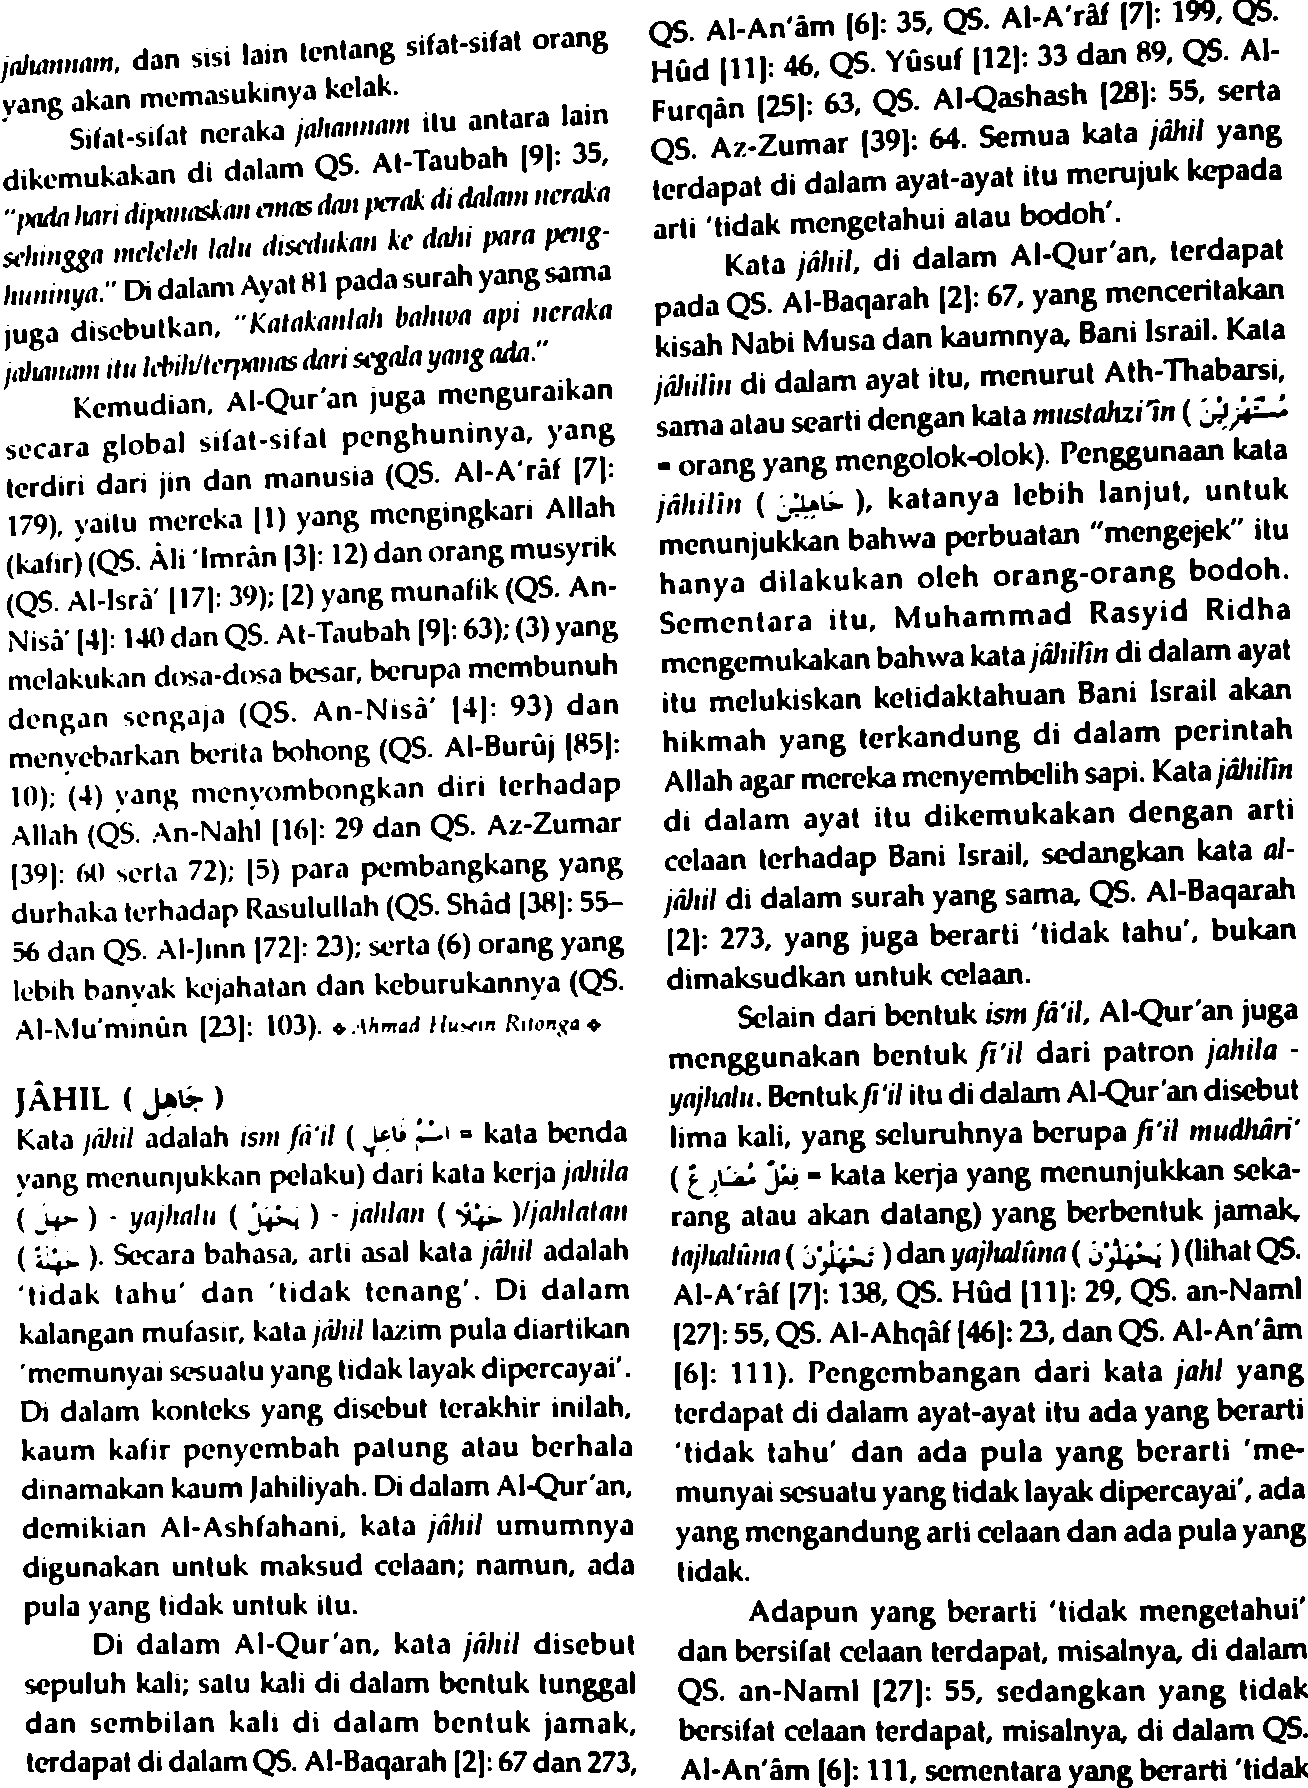 jahannam, dan sisi lain tentang sifat-sifat orang
yang akan memasukinya kelak.
Sifat-sifat neraka jahannam itu antara lain
dikemukakan di dalam QS. At-Taubah [9]: 35,
"pada hari dipanaskan emas dan perak di dalam neraka
sehingga meleleh lalu disedukan ke dahi para peng-
huninya." Di dalam Ayat 81 pada surah yang sama
juga disebutkan, "Katakanlah bahwa api neraka
jahanam itu lebih/terpanas dari segala yang ada."
Kemudian, Al-Qur'an juga menguraikan
secara global sifat-sifat penghuninya, yang
terdiri dari jin dan manusia (QS. Al-A'râf [7]:
179), yaitu mereka [1) yang mengingkari Allah
(kafir) (QS. Âli 'Imrân [3]: 12) dan orang musyrik
(QS. Al-Isrâ' [17]: 39); [2) yang munafik (QS. An-
Nisâ' [4]: 140 dan QS. At-Taubah [9]: 63); (3) yang
melakukan dosa-dosa besar, berupa membunuh
dengan sengaja (QS. An-Nisâ' [4]: 93) dan
menyebarkan berita bohong (QS. Al-Burûj [85]:
10); (4) yang menyombongkan diri terhadap
Allah (QS. An-Nahl [16]: 29 dan QS. Az-Zumar
[39]: 60 serta 72); [5) para pembangkang yang
durhaka terhadap Rasulullah (QS. Shâd [38]: 55–
56 dan QS. Al-Jinn [72]: 23); serta (6) orang yang
lebih banyak kejahatan dan keburukannya (QS.
Al-Mu'minûn [23]: 103). ❖ Ahmad Husein Ritonga ❖
JÂHIL ( جَاهِل )
Kata jâhil adalah ism fâ'il ( اسْمُ فَاعِل = kata benda
yang menunjukkan pelaku) dari kata kerja jahila
( جهل ) - yajhalu ( يَجْهَلُ ) - jahlan ( جَهْلًا )/jahlatan
( جَهْلَةً ). Secara bahasa, arti asal kata jâhil adalah
'tidak tahu' dan 'tidak tenang'. Di dalam
kalangan mufasir, kata jâhil lazim pula diartikan
'memunyai sesuatu yang tidak layak dipercayai'.
Di dalam konteks yang disebut terakhir inilah,
kaum kafir penyembah patung atau berhala
dinamakan kaum Jahiliyah. Di dalam Al-Qur'an,
demikian Al-Ashfahani, kata jâhil umumnya
digunakan untuk maksud celaan; namun, ada
pula yang tidak untuk itu.
Di dalam Al-Qur'an, kata jâhil disebut
sepuluh kali; satu kali di dalam bentuk tunggal
dan sembilan kali di dalam bentuk jamak,
terdapat di dalam QS. Al-Baqarah [2]: 67 dan 273,
QS. Al-An'âm [6]: 35, QS. Al-A'râf [7]: 199, QS.
Hûd [11]: 46, QS. Yûsuf [12]: 33 dan 89, QS. Al-
Furqân [25]: 63, QS. Al-Qashash [28]: 55, serta
QS. Az-Zumar [39]: 64. Semua kata jâhil yang
terdapat di dalam ayat-ayat itu merujuk kepada
arti 'tidak mengetahui atau bodoh'.
Kata jâhil, di dalam Al-Qur'an, terdapat
pada QS. Al-Baqarah [2]: 67, yang menceritakan
kisah Nabi Musa dan kaumnya, Bani Israil. Kata
jâhilîn di dalam ayat itu, menurut Ath-Thabarsi,
sama atau searti dengan kata mustahzi'în ( مُسْتَهْزِئِيْنَ
= orang yang mengolok-olok). Penggunaan kata
jâhilîn ( جَاهِلِيْنَ ), katanya lebih lanjut, untuk
menunjukkan bahwa perbuatan "mengejek" itu
hanya dilakukan oleh orang-orang bodoh.
Sementara itu, Muhammad Rasyid Ridha
mengemukakan bahwa kata jâhilîn di dalam ayat
itu melukiskan ketidaktahuan Bani Israil akan
hikmah yang terkandung di dalam perintah
Allah agar mereka menyembelih sapi. Kata jâhilîn
di dalam ayat itu dikemukakan dengan arti
celaan terhadap Bani Israil, sedangkan kata al-
jâhil di dalam surah yang sama, QS. Al-Baqarah
[2]: 273, yang juga berarti 'tidak tahu', bukan
dimaksudkan untuk celaan.
Selain dari bentuk ism fâ'il, Al-Qur'an juga
menggunakan bentuk fi'il dari patron jahila -
yajhalu. Bentuk fi'il itu di dalam Al-Qur'an disebut
lima kali, yang seluruhnya berupa fi'il mudhâri'
( فِعْلٌ مُضَارِعٌ = kata kerja yang menunjukkan seka-
rang atau akan datang) yang berbentuk jamak,
tajhalûna ( تَجْهَلُوْنَ ) dan yajhalûna ( يَجْهَلُوْنَ ) (lihat QS.
Al-A'râf [7]: 138, QS. Hûd [11]: 29, QS. an-Naml
[27]: 55, QS. Al-Ahqâf [46]: 23, dan QS. Al-An'âm
[6]: 111). Pengembangan dari kata jahl yang
terdapat di dalam ayat-ayat itu ada yang berarti
'tidak tahu' dan ada pula yang berarti 'me-
munyai sesuatu yang tidak layak dipercayai', ada
yang mengandung arti celaan dan ada pula yang
tidak.
Adapun yang berarti 'tidak mengetahui'
dan bersifat celaan terdapat, misalnya, di dalam
QS. an-Naml [27]: 55, sedangkan yang tidak
bersifat celaan terdapat, misalnya, di dalam QS.
Al-An'âm [6]: 111, sementara yang berarti 'tidak